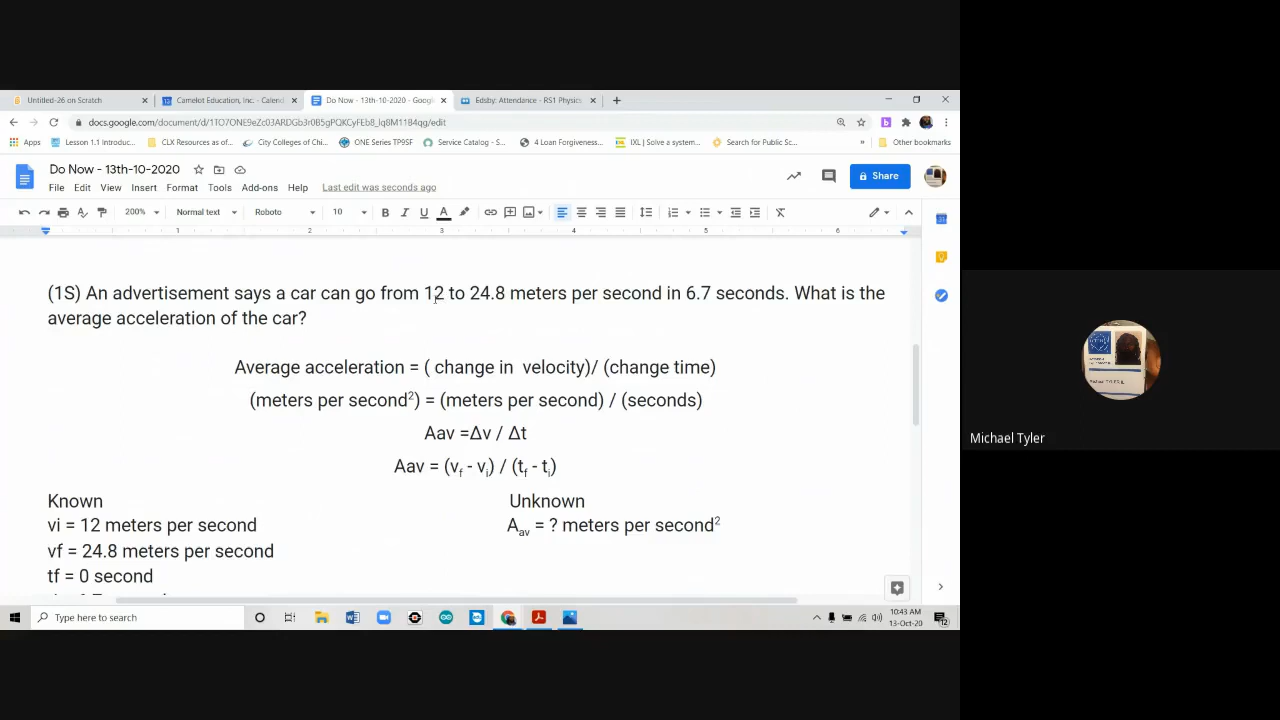 Untitled-26 on Scratch
Camelot Education, Inc. - Calend
Do Now - 13th-10-2020 - Googl
Edsby: Attendance - RS1 Physics
docs.google.com/document/d/1TO7ONE9eZc03ARDGb3r0B5gPQKCyFEb8_lq8M1184qg/edit
Apps
Lesson 1.1 Introduc...
CLX Resources as of...
City Colleges of Chi...
ONE Series TP9SF
Service Catalog - S...
4 Loan Forgiveness...
IXL | Solve a system...
Search for Public Sc...
Other bookmarks
Do Now - 13th-10-2020
Share
File Edit View Insert Format Tools Add-ons Help Last edit was seconds ago
200% Normal text Roboto 10 B I U A
1 2 3 4 5 6
(1S) An advertisement says a car can go from 12 to 24.8 meters per second in 6.7 seconds. What is the
average acceleration of the car?
Average acceleration = ( change in velocity)/ (change time)
(meters per second²) = (meters per second) / (seconds)
Aav =Δv / Δt
Aav = (vf - vi) / (tf - ti)
Known
Unknown
vi = 12 meters per second
Aav = ? meters per second²
vf = 24.8 meters per second
tf = 0 second
Michael Tyler
Type here to search
10:43 AM
13-Oct-20
12